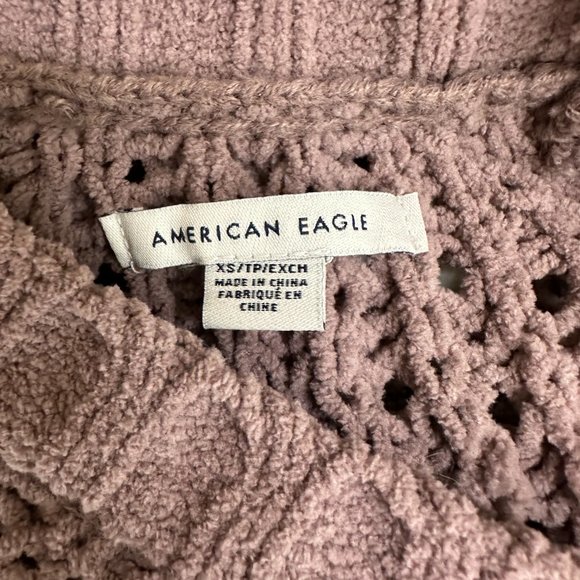 AMERICAN EAGLE
XS/TP/EXCH
MADE IN CHINA
FABRIQUÉ EN
CHINE